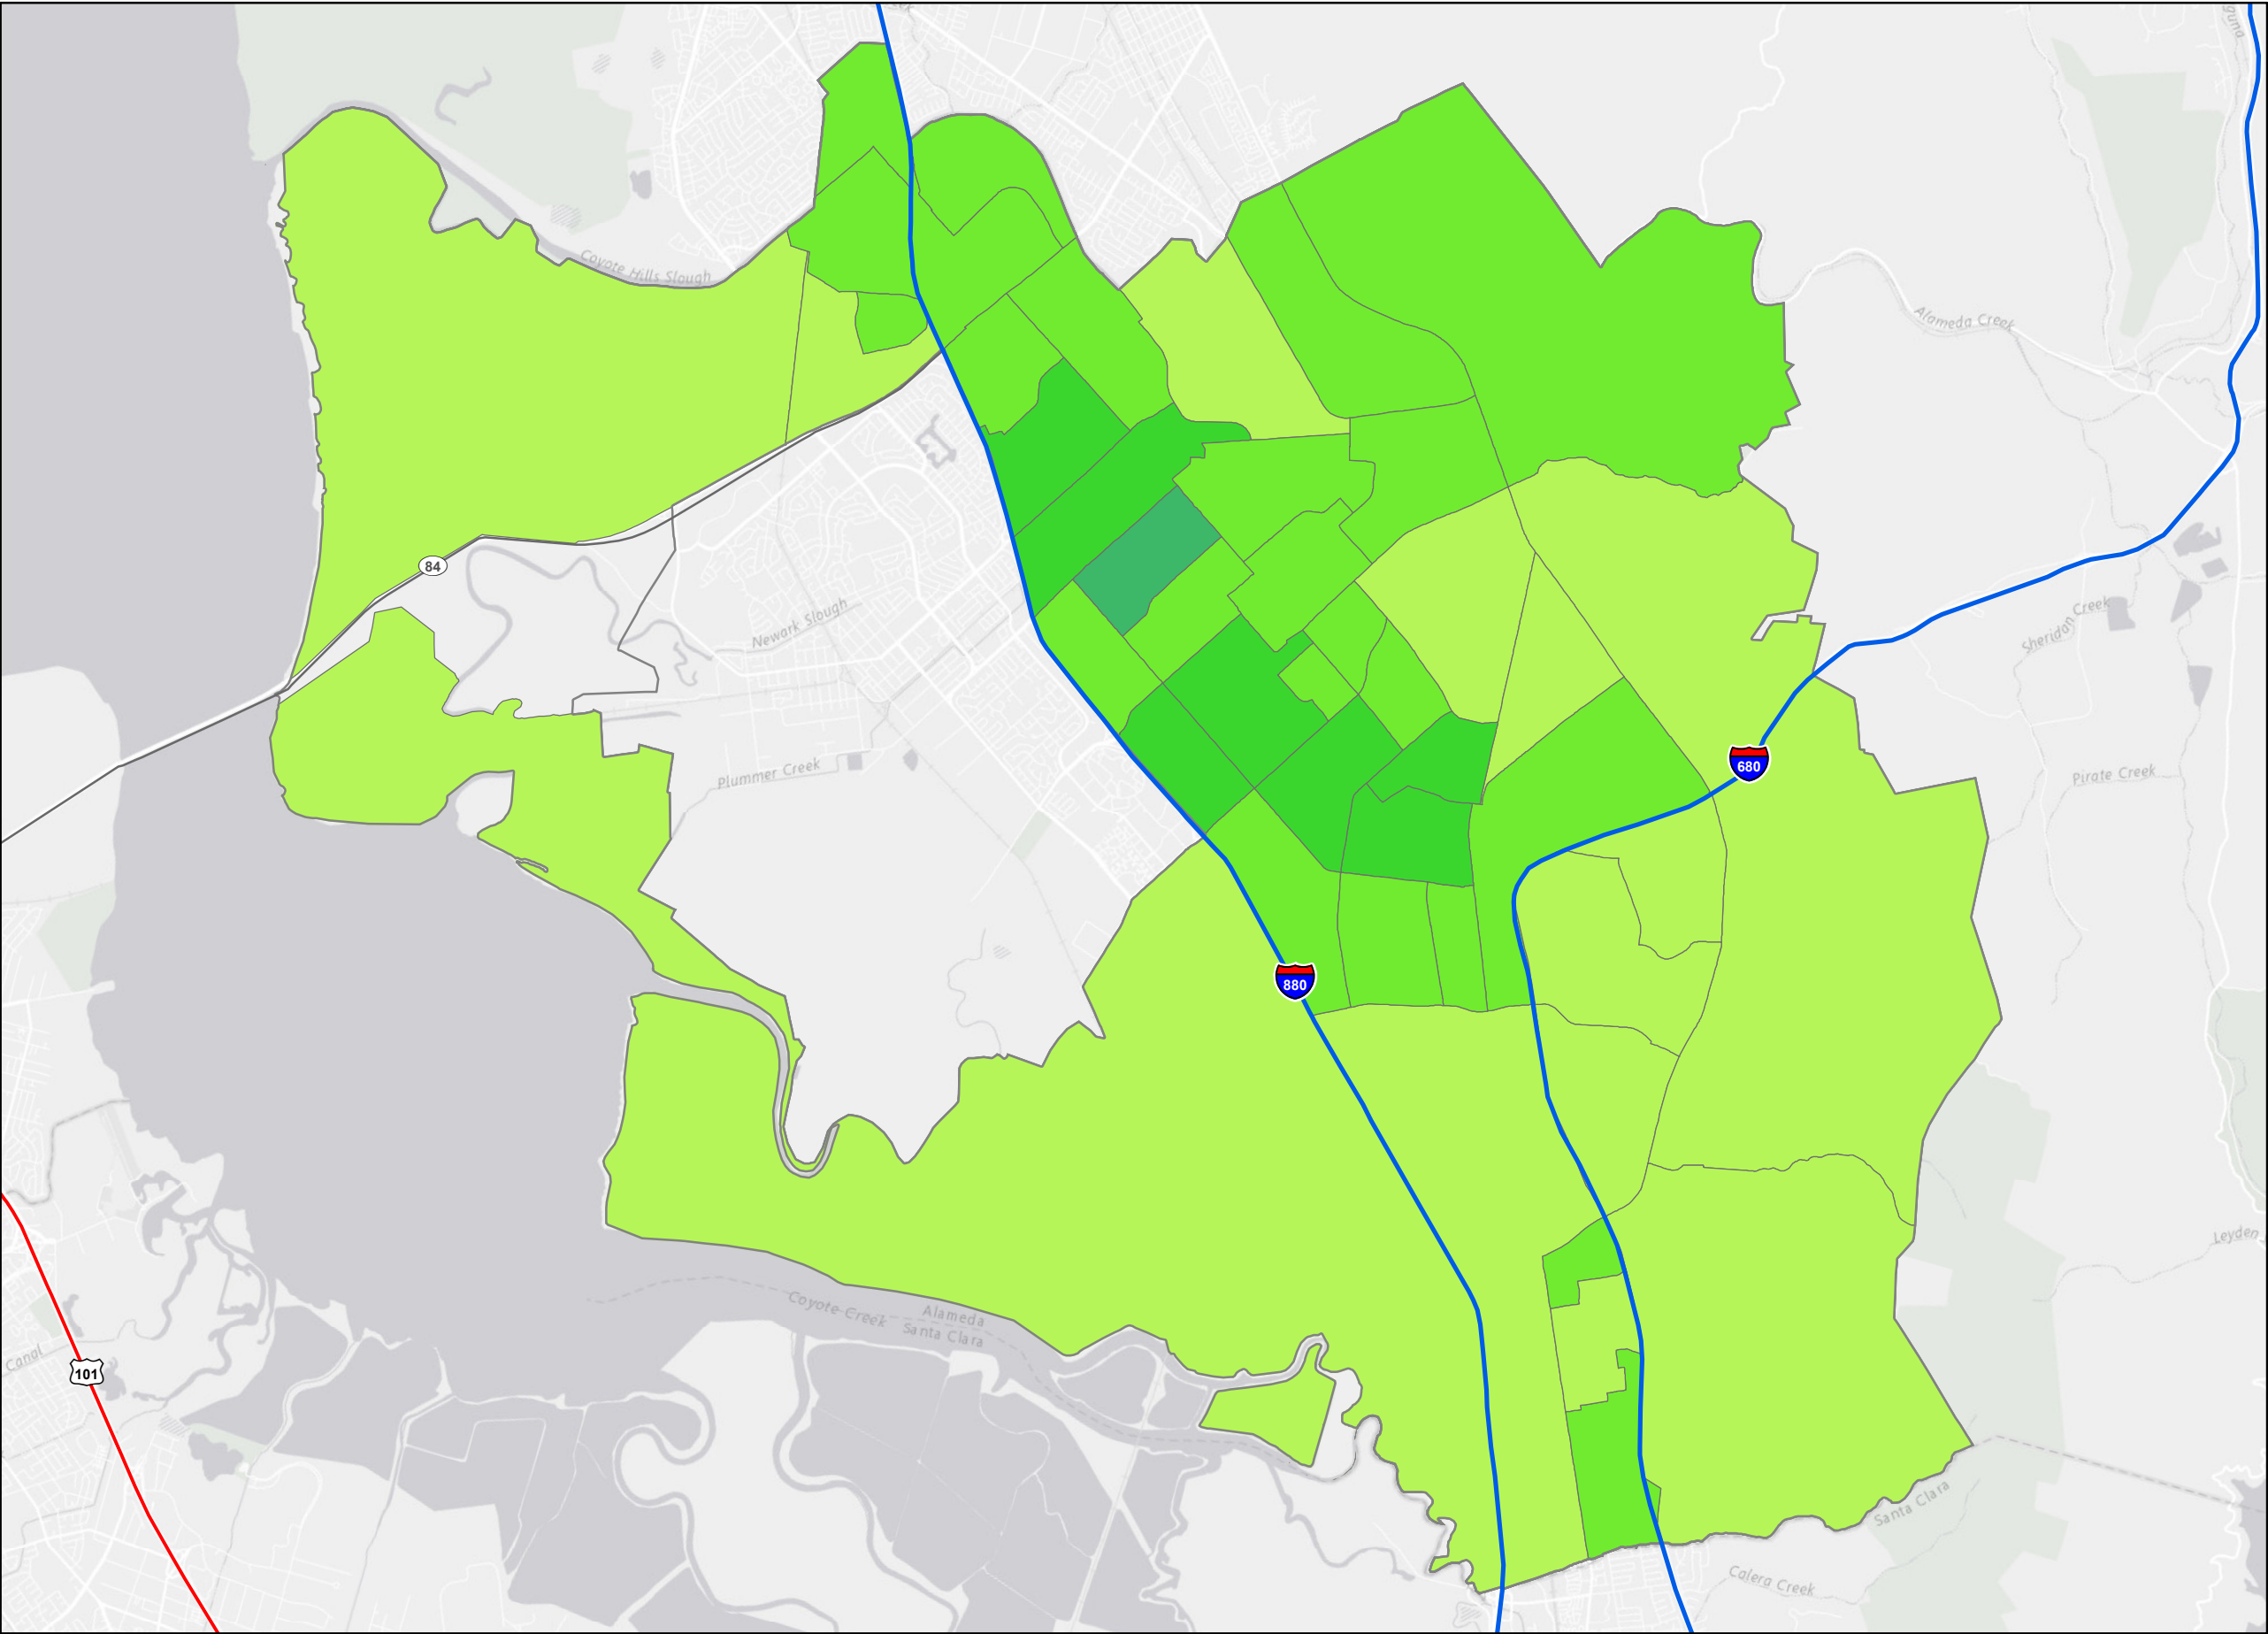 Coyote Hills Slough
Alameda Creek
84
Newark Slough
Sheridan Creek
Plummer Creek
680
Pirate Creek
880
Leyden
Coyote Creek
Alameda
Santa Clara
Canal
101
Santa Clara
Calera Creek